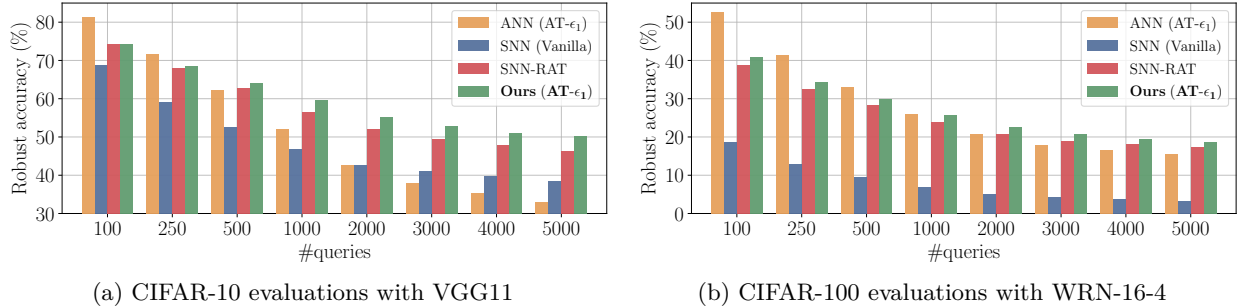 80
70
60
50
40
30
Robust accuracy (%)
100 250 500 1000 2000 3000 4000 5000
#queries
ANN (AT-ϵ₁)
SNN (Vanilla)
SNN-RAT
Ours (AT-ϵ₁)
(a) CIFAR-10 evaluations with VGG11
50
40
30
20
10
0
Robust accuracy (%)
100 250 500 1000 2000 3000 4000 5000
#queries
ANN (AT-ϵ₁)
SNN (Vanilla)
SNN-RAT
Ours (AT-ϵ₁)
(b) CIFAR-100 evaluations with WRN-16-4